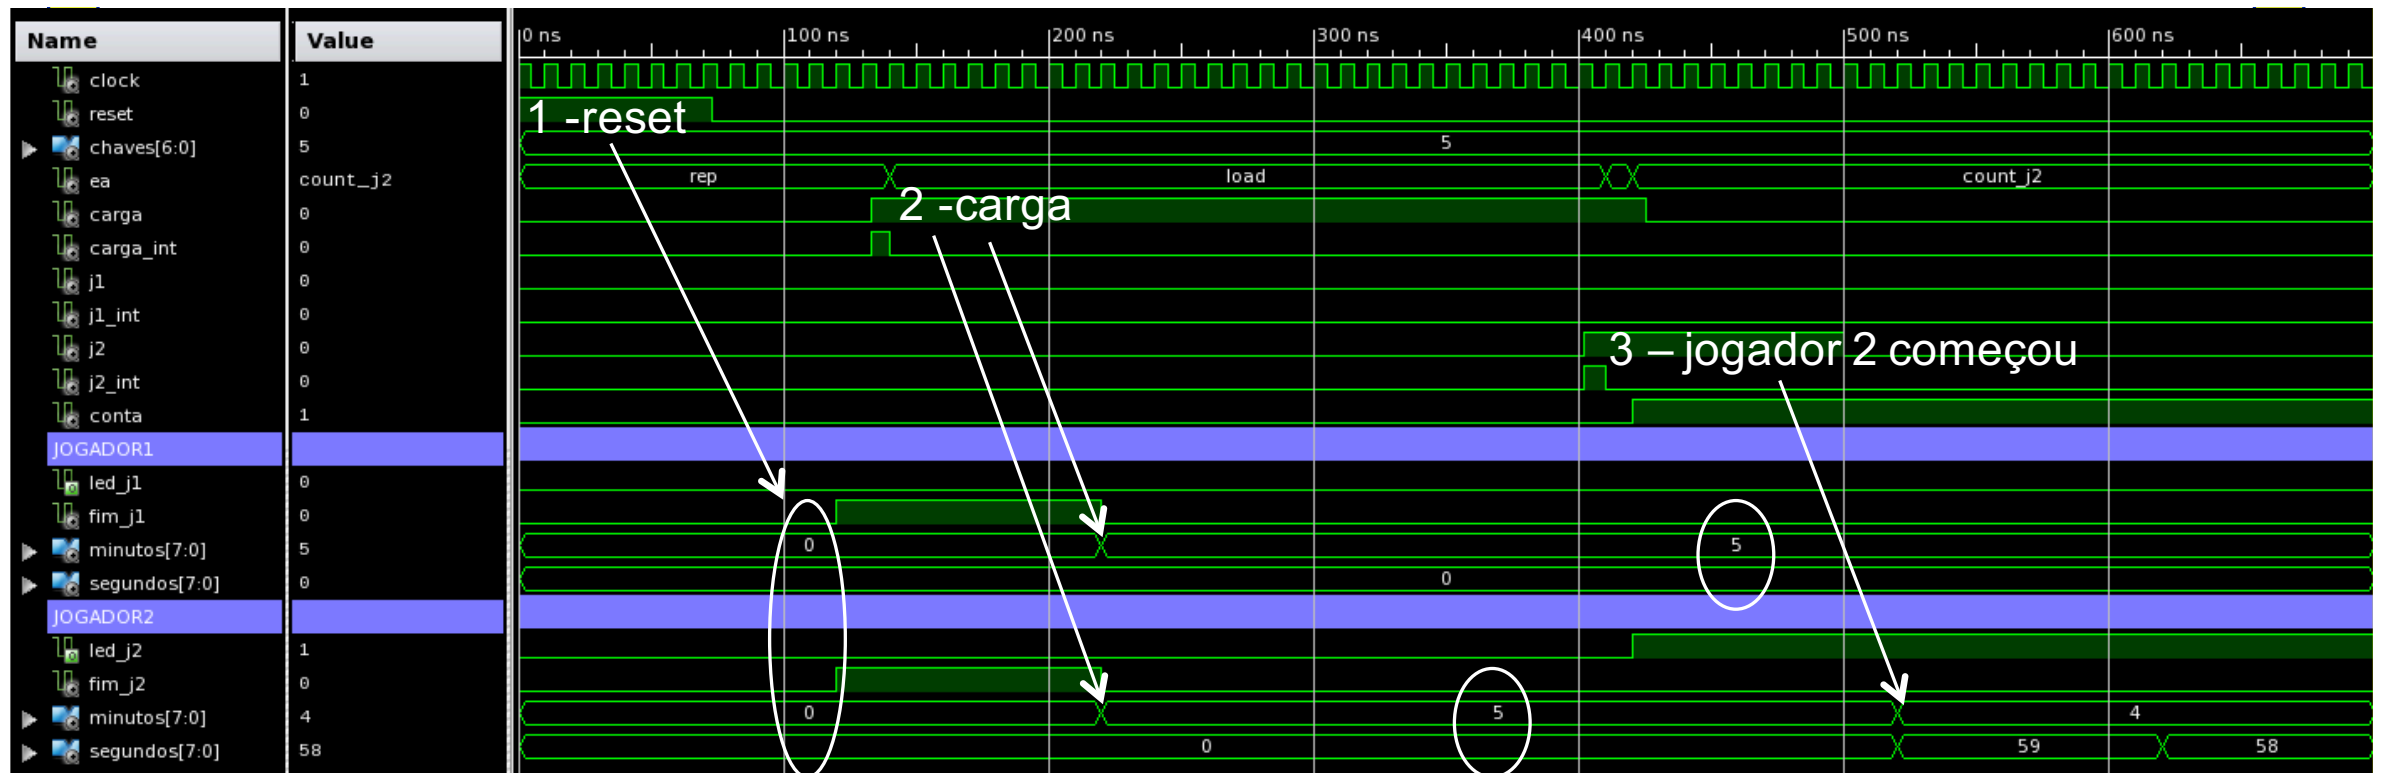 Name Value 0 ns 100 ns 200 ns 300 ns 400 ns 500 ns 600 ns
clock 1
reset 0 1 -reset
chaves[6:0] 5 5
ea count_j2 rep load count_j2
carga 0 2 -carga
carga_int 0
j1 0
j1_int 0
j2 0 3 – jogador 2 começou
j2_int 0
conta 1
JOGADOR1
led_j1 0
fim_j1 0
minutos[7:0] 5 0 5
segundos[7:0] 0 0
JOGADOR2
led_j2 1
fim_j2 0
minutos[7:0] 4 0 5 4
segundos[7:0] 58 0 59 58